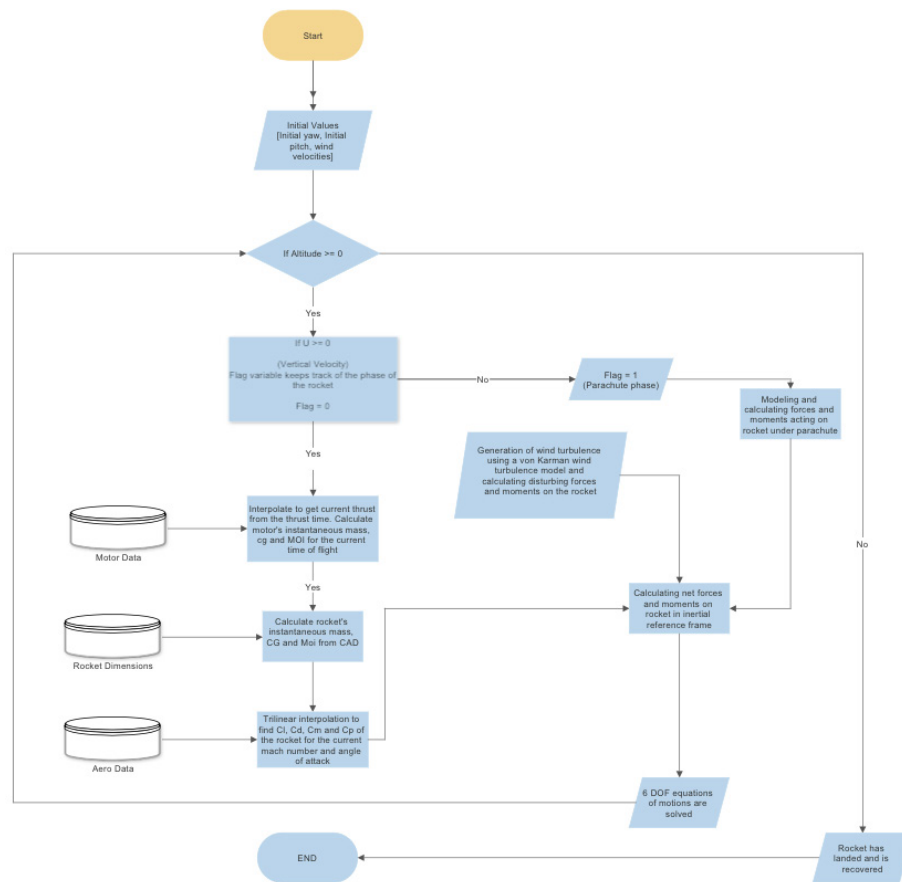 Start
Initial Values
[Initial yaw, Initial
pitch, wind
velocities]
If Altitude >= 0
Yes
If U >= 0
(Vertical Velocity)
Flag variable keeps track of the phase of
the rocket
Flag = 0
No
Flag = 1
(Parachute phase)
Modeling and
calculating forces and
moments acting on
rocket under parachute
Generation of wind turbulence
using a von Karman wind
turbulence model and
calculating disturbing forces
and moments on the rocket
Yes
Interpolate to get current thrust
from the thrust time. Calculate
motor's instantaneous mass,
cg and MOI for the current
time of flight
Motor Data
No
Yes
Calculating net forces
and moments on
rocket in inertial
reference frame
Calculate rocket's
instantaneous mass,
CG and Moi from CAD
Rocket Dimensions
Trilinear interpolation to
find Cl, Cd, Cm and Cp of
the rocket for the current
mach number and angle
of attack
Aero Data
6 DOF equations
of motions are
solved
END
Rocket has
landed and is
recovered